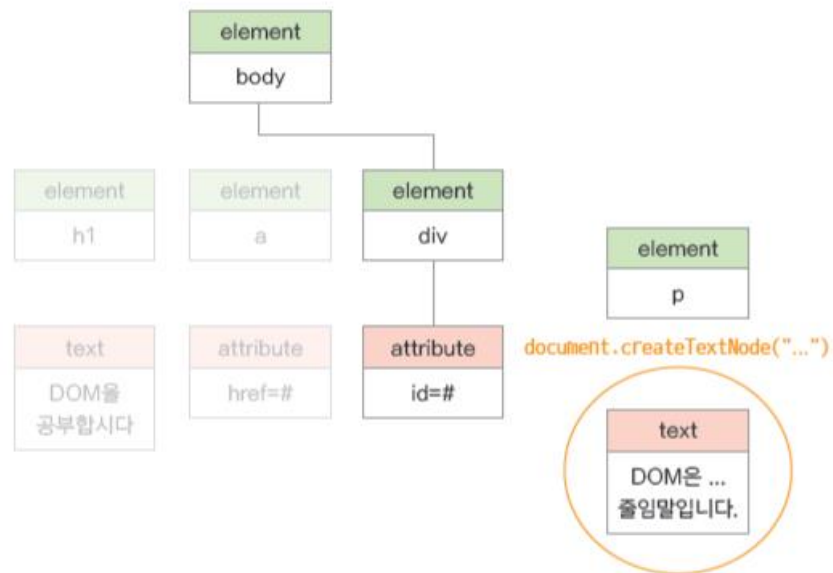 element
body
element
h1
element
a
element
div
element
p
text
DOM을
공부합시다
attribute
href=#
attribute
id=#
document.createTextNode("...")
text
DOM은 ...
줄임말입니다.